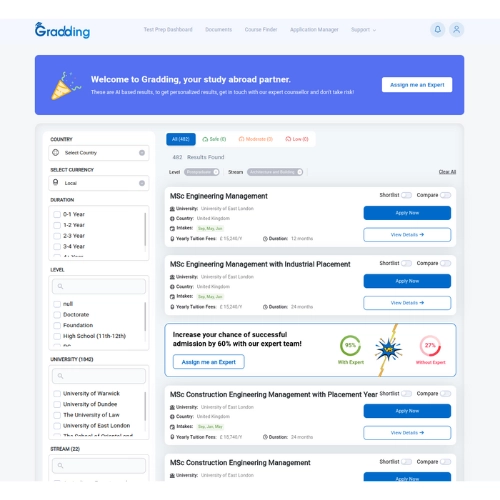 Gradding
Test Prep Dashboard Documents Course Finder Application Manager Support
Welcome to Gradding, your study abroad partner.
These are AI based results, to get personalized results, get in touch with our expert counsellor and don't take risk!
Assign me an Expert
COUNTRY
Select Country
SELECT CURRENCY
Local
DURATION
0-1 Year
1-2 Year
2-3 Year
3-4 Year
LEVEL
null
Doctorate
Foundation
High School (11th-12th)
UNIVERSITY (1042)
University of Warwick
University of Dundee
The University of Law
University of East London
The School of Oriental and
STREAM (22)
All (482) Safe (0) Moderate (0) Low (0)
482 Results Found
Level Postgraduate Stream Architecture and Building Clear All
MSc Engineering Management Shortlist Compare
University: University of East London
Country: United Kingdom
Intakes: Sep, May, Jan
Yearly Tuition Fees: £ 15,240/Y Duration: 12 months
Apply Now
View Details →
MSc Engineering Management with Industrial Placement Shortlist Compare
University: University of East London
Country: United Kingdom
Intakes: Sep, May, Jan
Yearly Tuition Fees: £ 15,240/Y Duration: 24 months
Apply Now
View Details →
Increase your chance of successful
admission by 60% with our expert team!
Assign me an Expert
95%
With Expert
27%
Without Expert
MSc Construction Engineering Management with Placement Year Shortlist Compare
University: University of East London
Country: United Kingdom
Intakes: Sep, Jan, May
Yearly Tuition Fees: £ 10,740/Y Duration: 24 months
Apply Now
View Details →
MSc Construction Engineering Management Shortlist Compare
University: University of East London
Apply Now